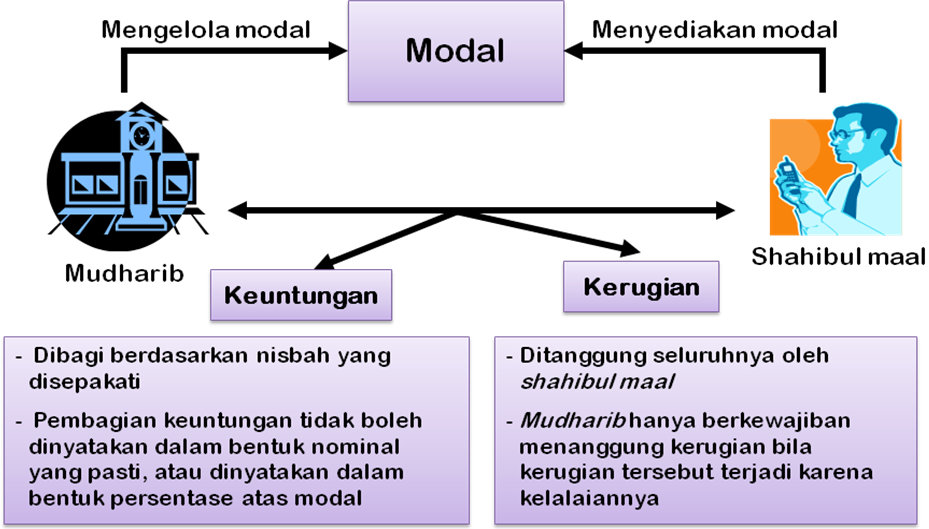 Mengelola modal
Modal
Menyediakan modal
Mudharib
Shahibul maal
Keuntungan
Kerugian
- Dibagi berdasarkan nisbah yang
disepakati
- Pembagian keuntungan tidak boleh
dinyatakan dalam bentuk nominal
yang pasti, atau dinyatakan dalam
bentuk persentase atas modal
- Ditanggung seluruhnya oleh
shahibul maal
- Mudharib hanya berkewajiban
menanggung kerugian bila
kerugian tersebut terjadi karena
kelalaiannya